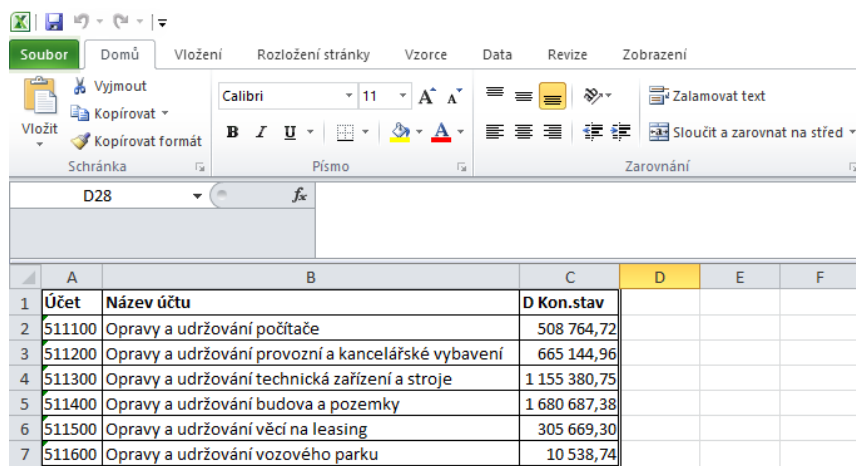 Soubor Domů Vložení Rozložení stránky Vzorce Data Revize Zobrazení
Vložit
Vyjmout
Kopírovat
Kopírovat formát
Schránka
Calibri 11 A A
B I U A
Písmo
Zalamovat text
Sloučit a zarovnat na střed
Zarovnání
D28 fx
A B C D E F
1 Účet Název účtu D Kon.stav
2 511100 Opravy a udržování počítače 508 764,72
3 511200 Opravy a udržování provozní a kancelářské vybavení 665 144,96
4 511300 Opravy a udržování technická zařízení a stroje 1 155 380,75
5 511400 Opravy a udržování budova a pozemky 1 680 687,38
6 511500 Opravy a udržování věcí na leasing 305 669,30
7 511600 Opravy a udržování vozového parku 10 538,74